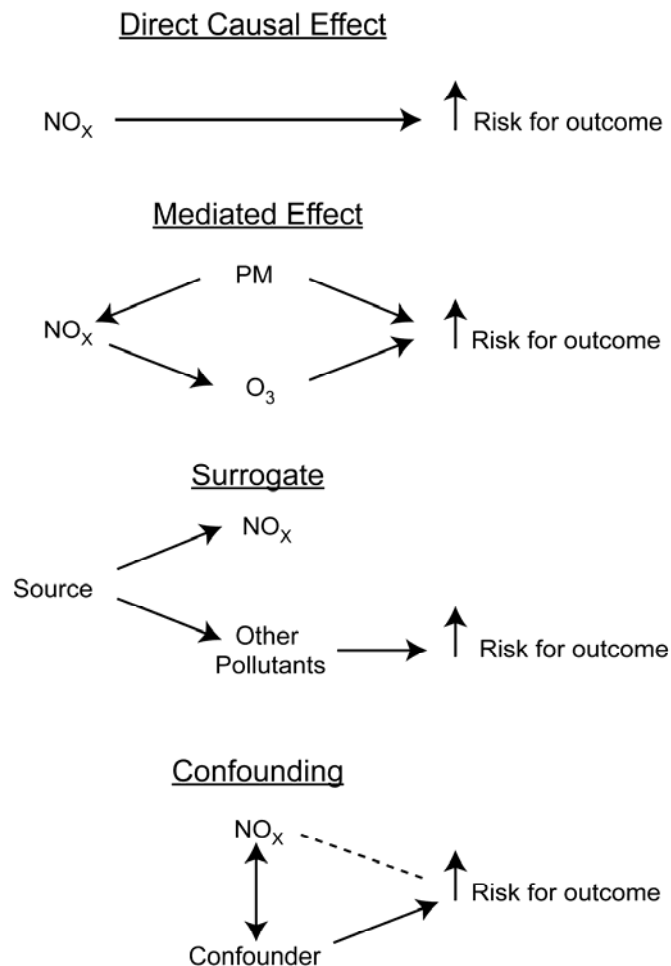 Direct Causal Effect
NOX
Risk for outcome
Mediated Effect
PM
NOX
Risk for outcome
O3
Surrogate
NOX
Source
Other
Pollutants
Risk for outcome
Confounding
NOX
Risk for outcome
Confounder